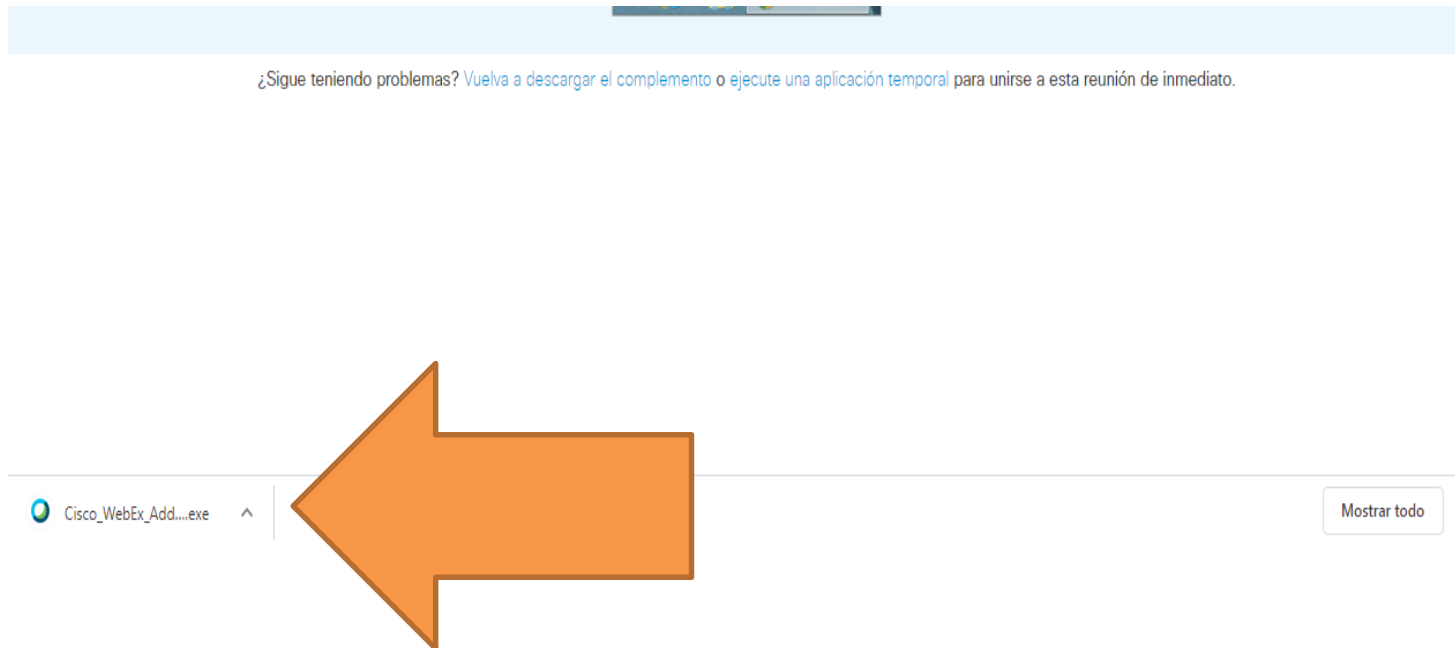 ¿Sigue teniendo problemas? Vuelva a descargar el complemento o ejecute una aplicación temporal para unirse a esta reunión de inmediato.
Cisco_WebEx_Add....exe
Mostrar todo